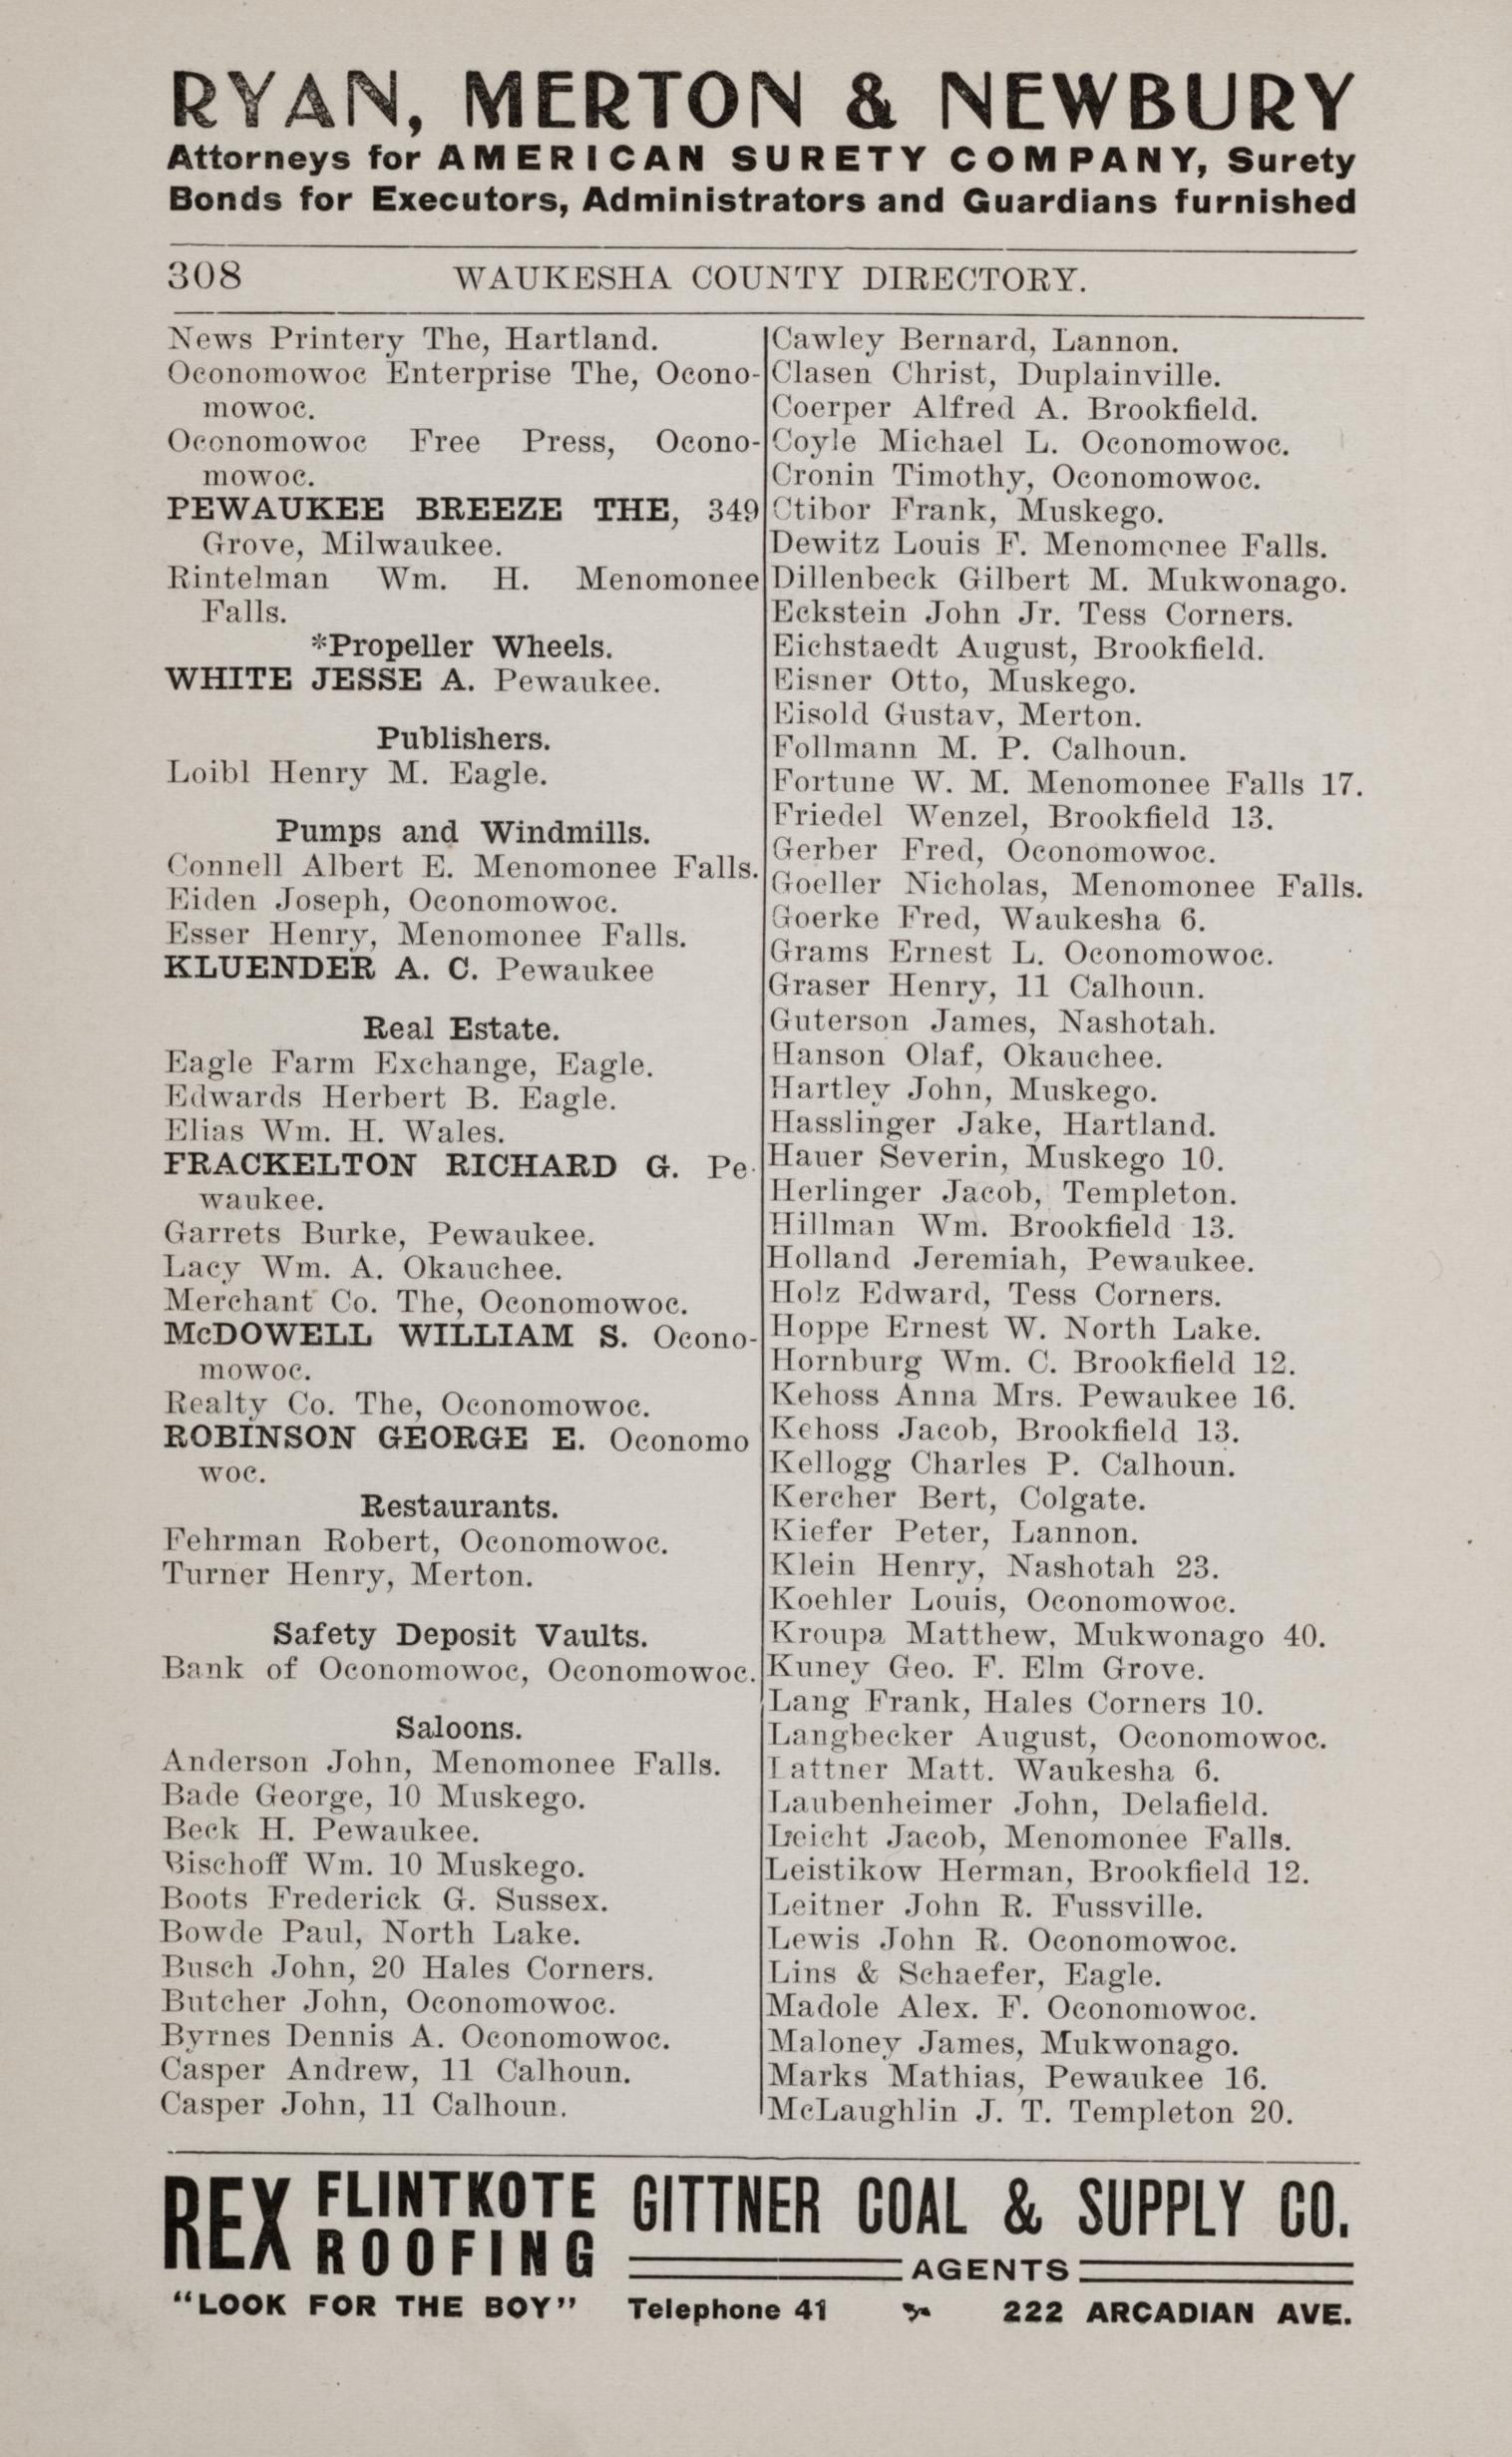 RYAN, MERTON & NEWBURY
Attorneys for AMERICAN SURETY COMPANY, Surety
Bonds for Executors, Administrators and Guardians furnished
308 WAUKESHA COUNTY DIRECTORY.
News Printery The, Hartland.
Oconomowoc Enterprise The, Ocono-
mowoc.
Oconomowoc Free Press, Ocono-
mowoc.
PEWAUKEE BREEZE THE, 349
Grove, Milwaukee.
Rintelman Wm. H. Menomonee
Falls.
*Propeller Wheels.
WHITE JESSE A. Pewaukee.
Publishers.
Loibl Henry M. Eagle.
Pumps and Windmills.
Connell Albert E. Menomonee Falls.
Eiden Joseph, Oconomowoc.
Esser Henry, Menomonee Falls.
KLUENDER A. C. Pewaukee
Real Estate.
Eagle Farm Exchange, Eagle.
Edwards Herbert B. Eagle.
Elias Wm. H. Wales.
FRACKELTON RICHARD G. Pe-
waukee.
Garrets Burke, Pewaukee.
Lacy Wm. A. Okauchee.
Merchant Co. The, Oconomowoc.
McDOWELL WILLIAM S. Ocono-
mowoc.
Realty Co. The, Oconomowoc.
ROBINSON GEORGE E. Oconomo
woc.
Restaurants.
Fehrman Robert, Oconomowoc.
Turner Henry, Merton.
Safety Deposit Vaults.
Bank of Oconomowoc, Oconomowoc.
Saloons.
Anderson John, Menomonee Falls.
Bade George, 10 Muskego.
Beck H. Pewaukee.
Bischoff Wm. 10 Muskego.
Boots Frederick G. Sussex.
Bowde Paul, North Lake.
Busch John, 20 Hales Corners.
Butcher John, Oconomowoc.
Byrnes Dennis A. Oconomowoc.
Casper Andrew, 11 Calhoun.
Casper John, 11 Calhoun.
Cawley Bernard, Lannon.
Clasen Christ, Duplainville.
Coerper Alfred A. Brookfield.
Coyle Michael L. Oconomowoc.
Cronin Timothy, Oconomowoc.
Ctibor Frank, Muskego.
Dewitz Louis F. Menomonee Falls.
Dillenbeck Gilbert M. Mukwonago.
Eckstein John Jr. Tess Corners.
Eichstaedt August, Brookfield.
Eisner Otto, Muskego.
Eisold Gustav, Merton.
Follmann M. P. Calhoun.
Fortune W. M. Menomonee Falls 17.
Friedel Wenzel, Brookfield 13.
Gerber Fred, Oconomowoc.
Goeller Nicholas, Menomonee Falls.
Goerke Fred, Waukesha 6.
Grams Ernest L. Oconomowoc.
Graser Henry, 11 Calhoun.
Guterson James, Nashotah.
Hanson Olaf, Okauchee.
Hartley John, Muskego.
Hasslinger Jake, Hartland.
Hauer Severin, Muskego 10.
Herlinger Jacob, Templeton.
Hillman Wm. Brookfield 13.
Holland Jeremiah, Pewaukee.
Holz Edward, Tess Corners.
Hoppe Ernest W. North Lake.
Hornburg Wm. C. Brookfield 12.
Kehoss Anna Mrs. Pewaukee 16.
Kehoss Jacob, Brookfield 13.
Kellogg Charles P. Calhoun.
Kercher Bert, Colgate.
Kiefer Peter, Lannon.
Klein Henry, Nashotah 23.
Koehler Louis, Oconomowoc.
Kroupa Matthew, Mukwonago 40.
Kuney Geo. F. Elm Grove.
Lang Frank, Hales Corners 10.
Langbecker August, Oconomowoc.
Lattner Matt. Waukesha 6.
Laubenheimer John, Delafield.
Leicht Jacob, Menomonee Falls.
Leistikow Herman, Brookfield 12.
Leitner John R. Fussville.
Lewis John R. Oconomowoc.
Lins & Schaefer, Eagle.
Madole Alex. F. Oconomowoc.
Maloney James, Mukwonago.
Marks Mathias, Pewaukee 16.
McLaughlin J. T. Templeton 20.
REX FLINTKOTE ROOFING
"LOOK FOR THE BOY"
GITTNER COAL & SUPPLY CO.
AGENTS
Telephone 41 222 ARCADIAN AVE.